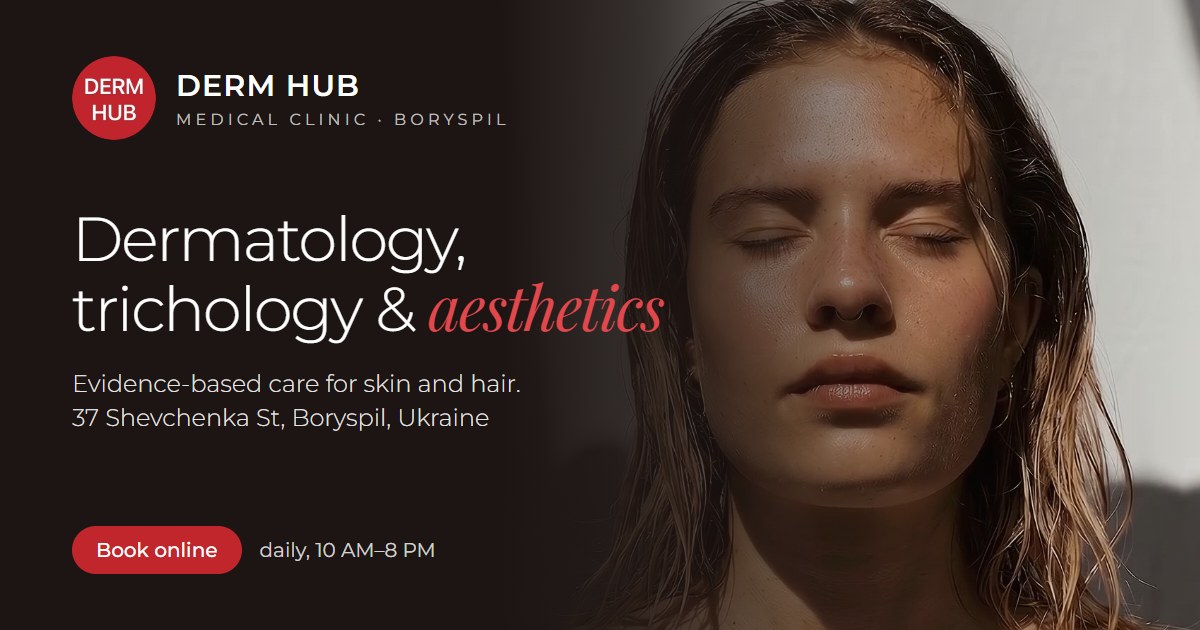 DERM
HUB
DERM HUB
MEDICAL CLINIC · BORYSPIL
Dermatology,
trichology & aesthetics
Evidence-based care for skin and hair.
37 Shevchenka St, Boryspil, Ukraine
Book online
daily, 10 AM–8 PM